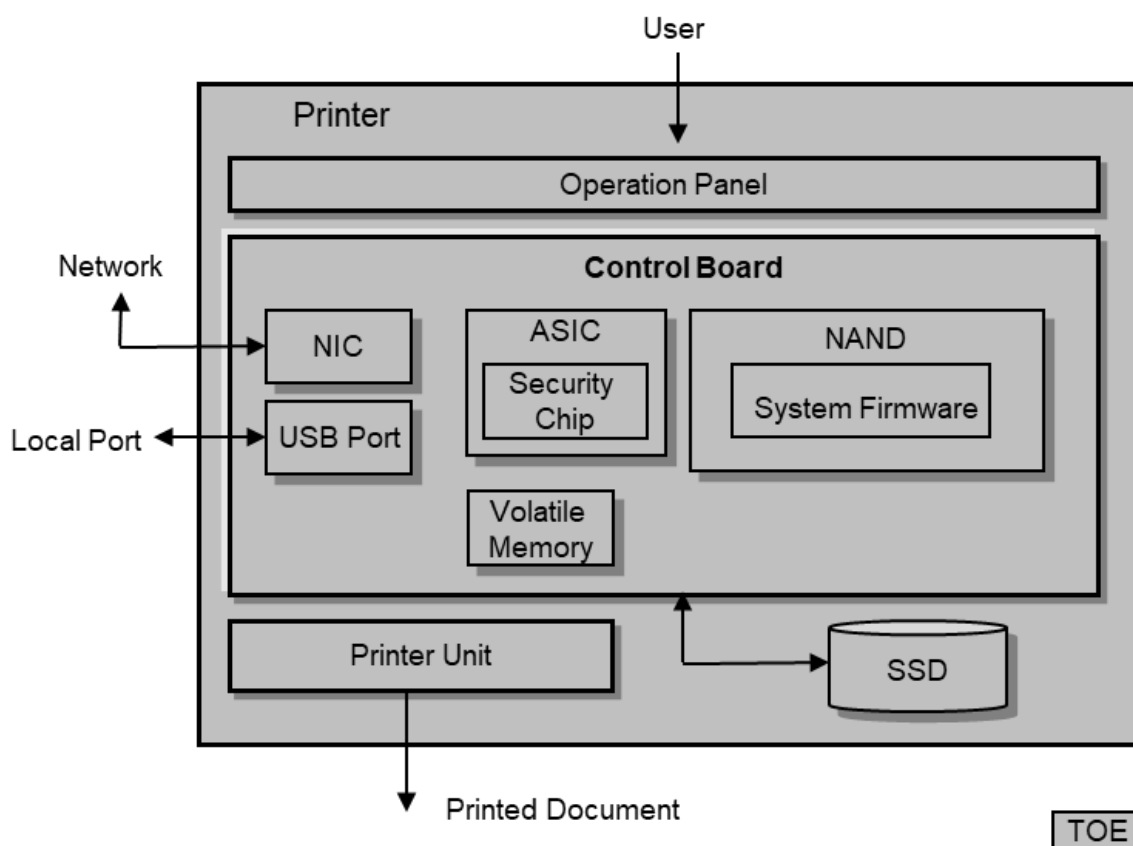 User
Printer
Operation Panel
Control Board
Network
NIC
ASIC
Security
Chip
NAND
System Firmware
Local Port
USB Port
Volatile
Memory
Printer Unit
SSD
Printed Document
TOE